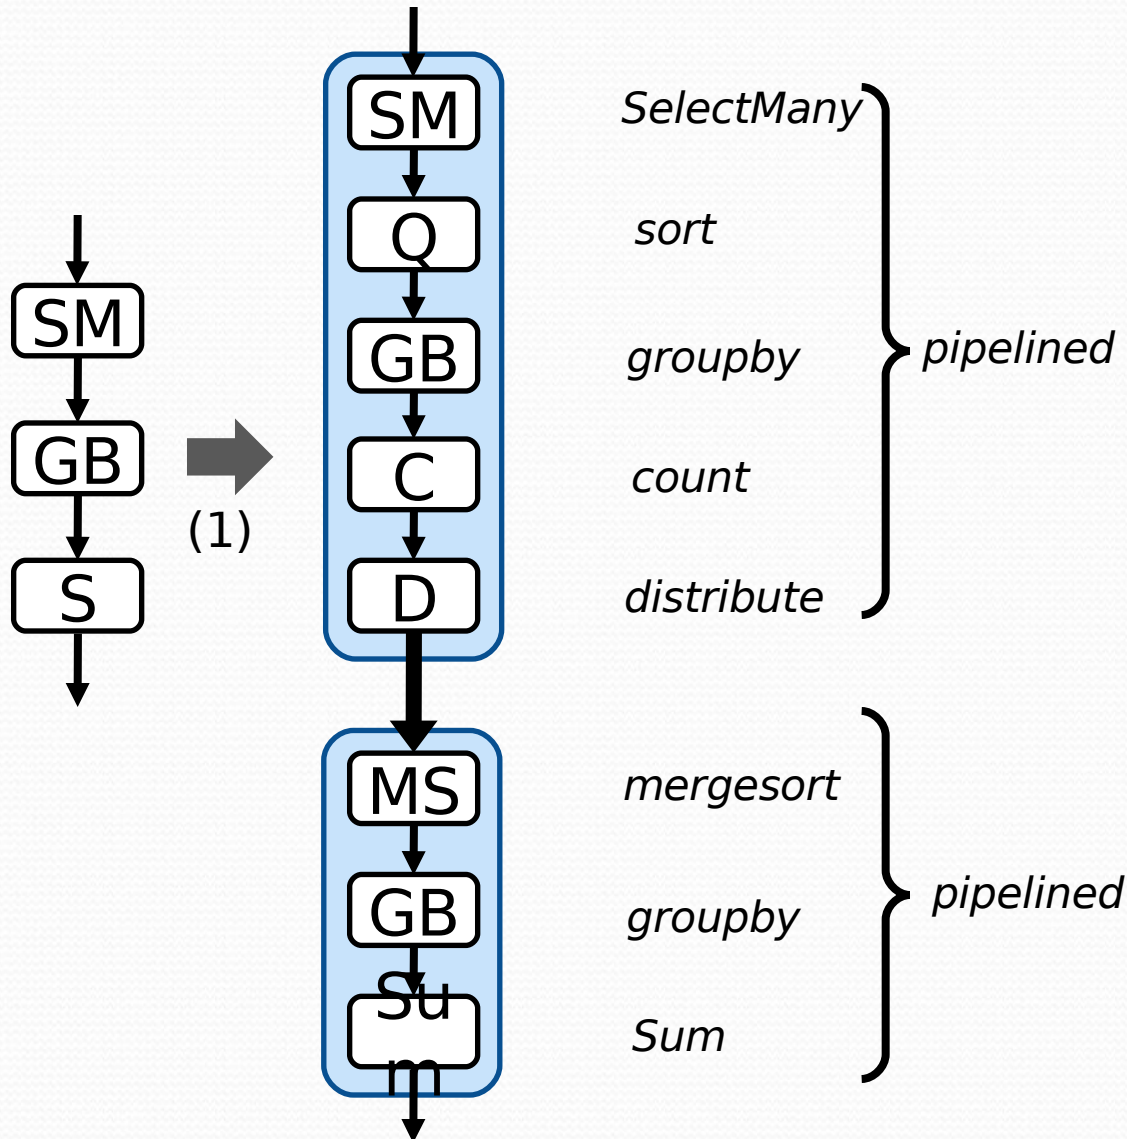 SM
GB
S
(1)
SM
Q
GB
C
D
MS
GB
Su
m
SelectMany
sort
groupby
count
distribute
pipelined
mergesort
groupby
Sum
pipelined